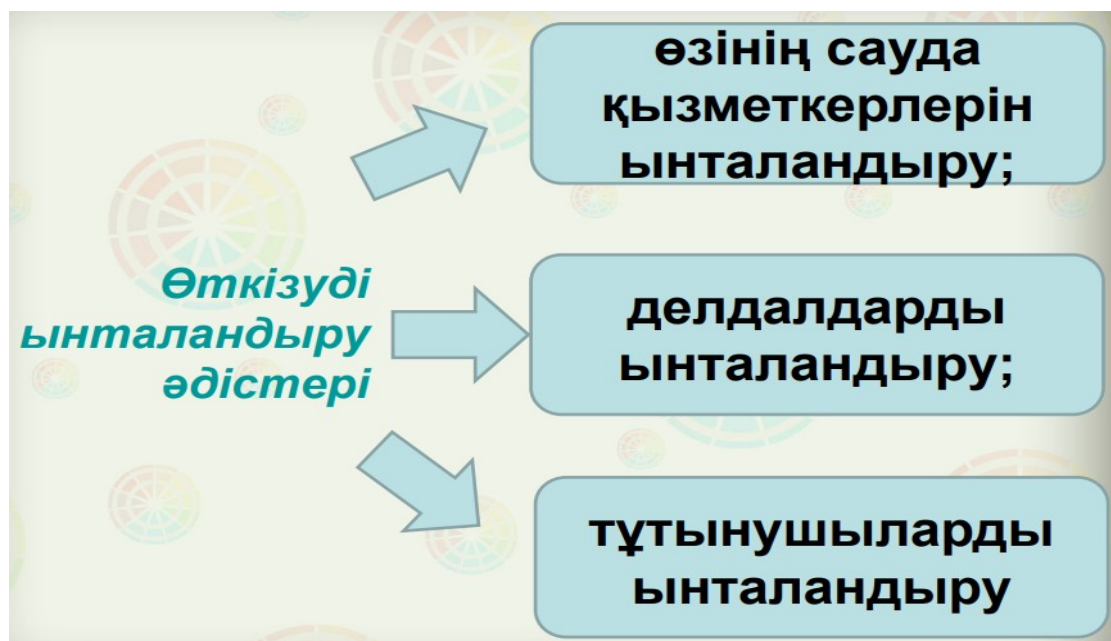 өзінің сауда
қызметкерлерін
ынталандыру;
Өткізуді
ынталандыру
әдістері
делдалдарды
ынталандыру;
тұтынушыларды
ынталандыру